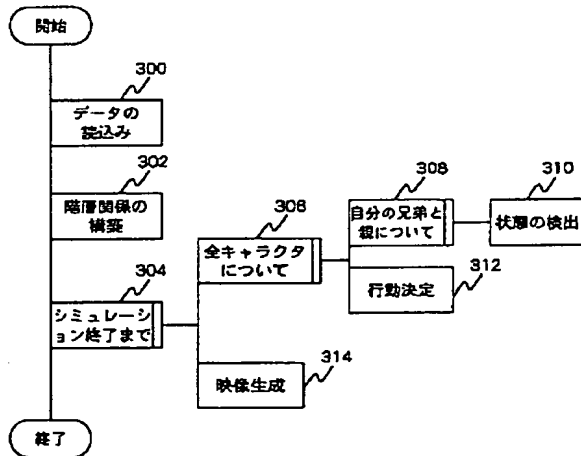 開始
300
データの
読込み
302
階層関係の
構築
304
シミュレーシ
ョン終了まで
306
全キャラクタ
について
308
自分の兄弟と
親について
310
状態の検出
312
行動決定
314
映像生成
終了